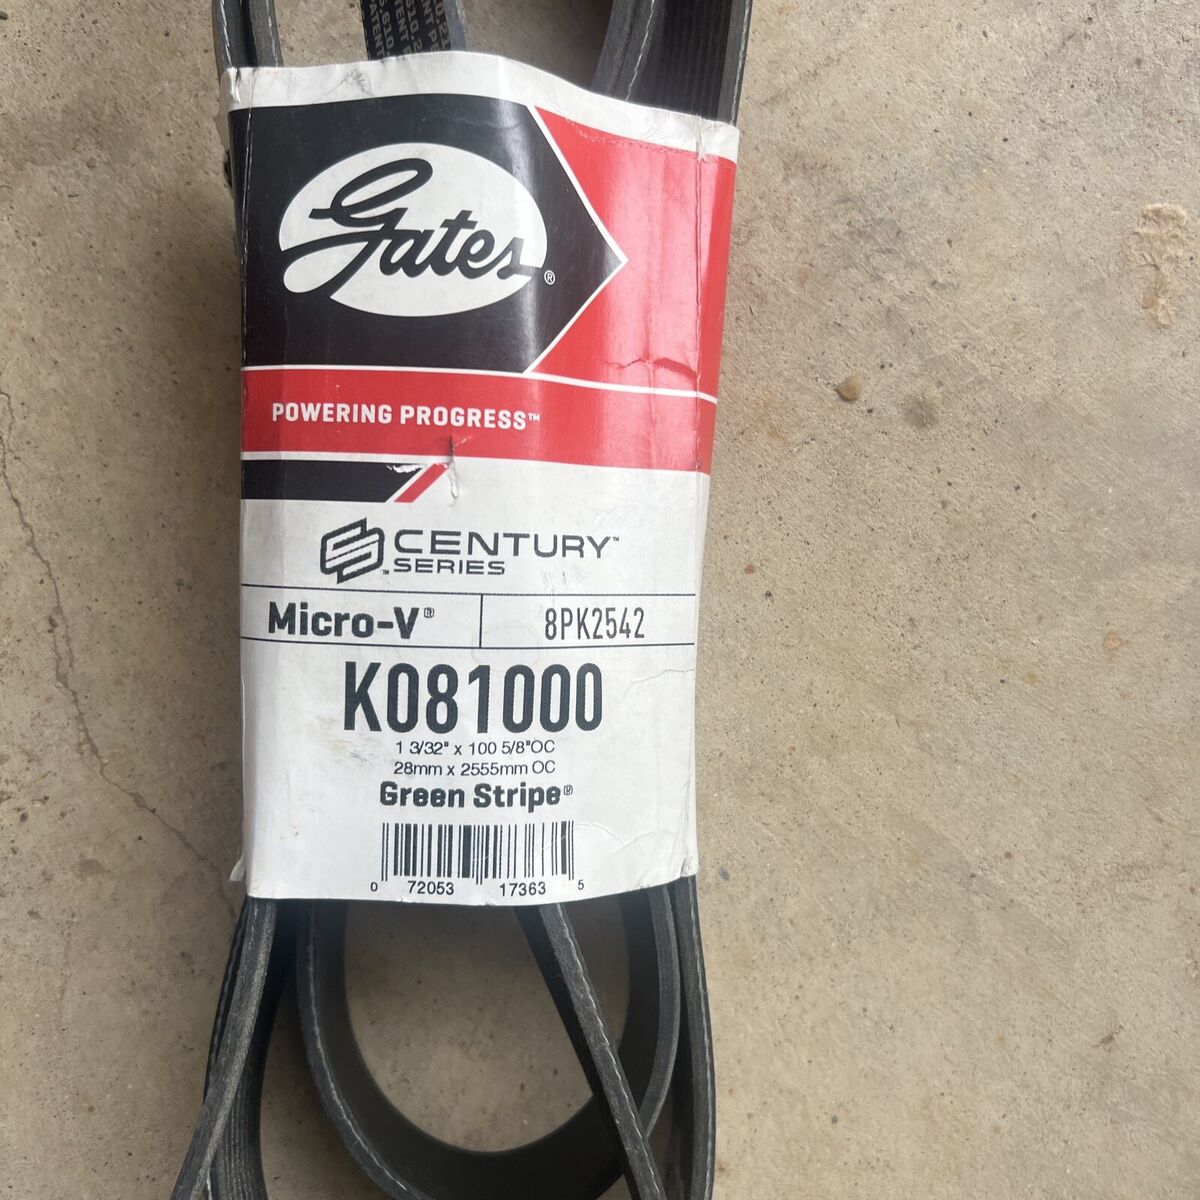 Gates®
POWERING PROGRESS™
CENTURY™
SERIES™
Micro-V® 8PK2542
K081000
1 3/32" x 100 5/8"OC
28mm x 2555mm OC
Green Stripe®
0 72053 17363 5